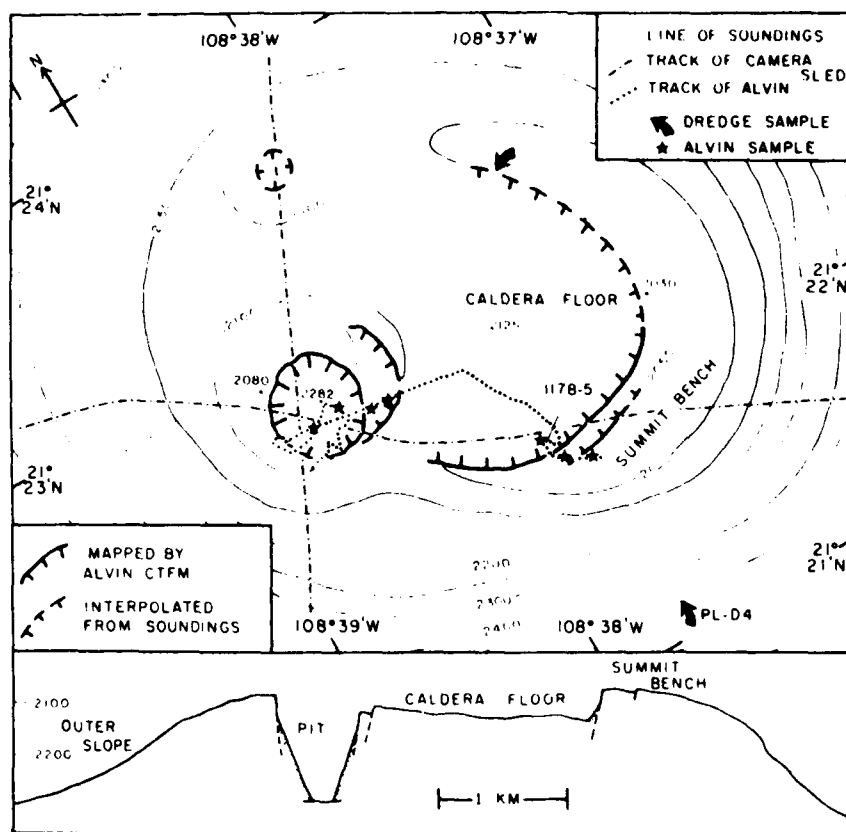 108°38'W
108°37'W
LINE OF SOUNDINGS
TRACK OF CAMERA SLED
TRACK OF ALVIN
DREDGE SAMPLE
ALVIN SAMPLE
N
21°
24'N
21°
22'N
2030
CALDERA FLOOR
2125
2080
2282
1178-5
SUMMIT BENCH
21°
23'N
21°
21'N
2200
2300
2400
MAPPED BY
ALVIN CTFM
INTERPOLATED
FROM SOUNDINGS
108°39'W
108°38'W
PL-D4
SUMMIT
BENCH
2100
CALDERA FLOOR
OUTER
SLOPE
PIT
2200
1 KM